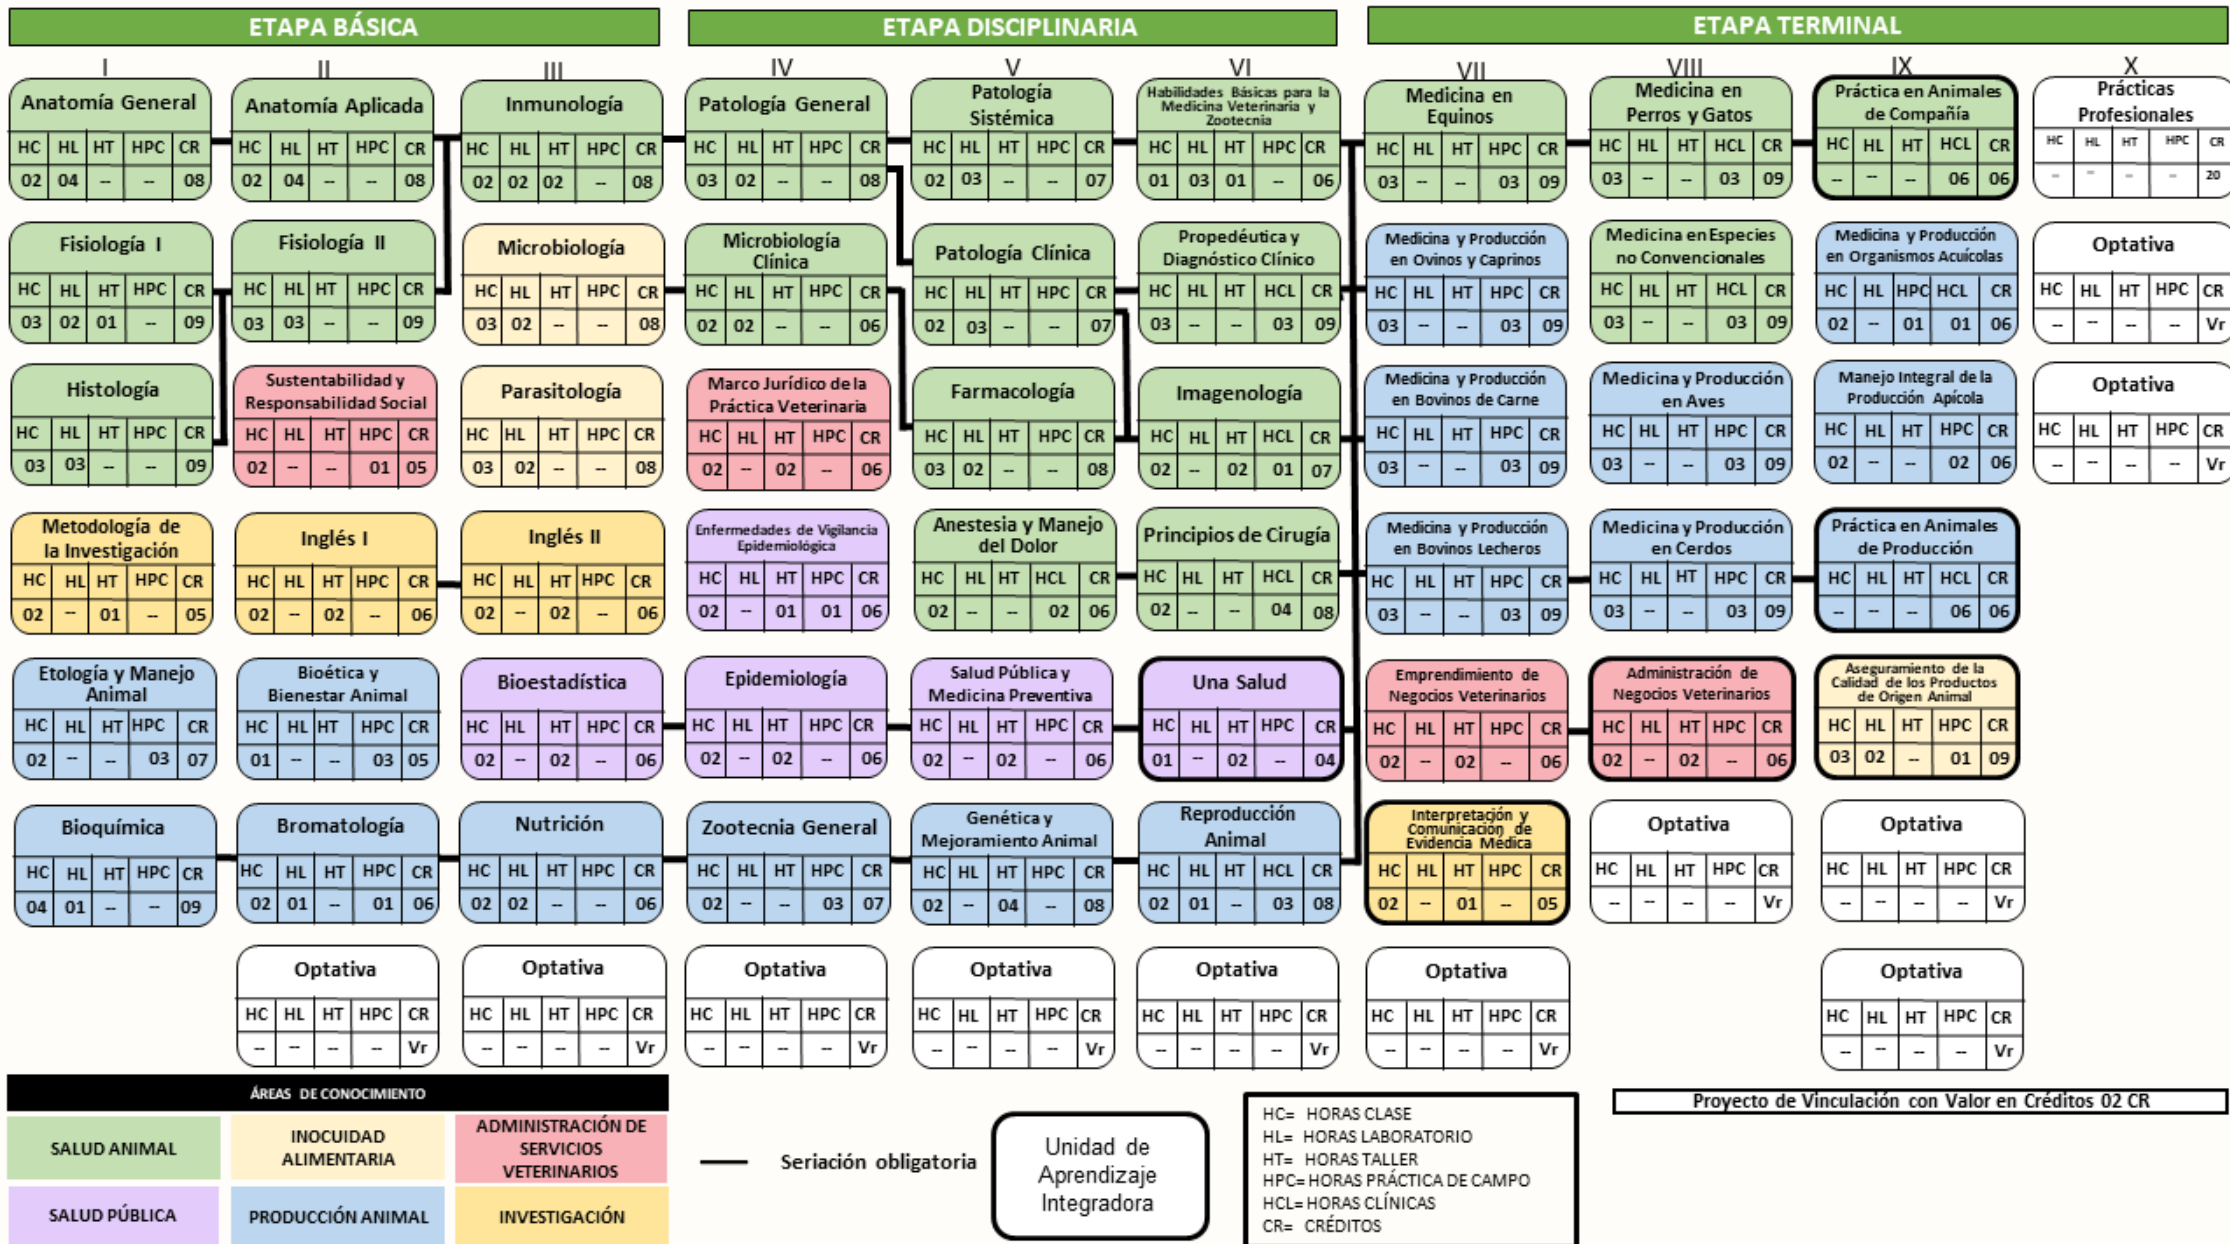 ETAPA BÁSICA
ETAPA DISCIPLINARIA
ETAPA TERMINAL
I II III IV V VI VII VIII IX X
Anatomía General
HC HL HT HPC CR
02 04 -- -- 08
Anatomía Aplicada
HC HL HT HPC CR
02 04 -- -- 08
Inmunología
HC HL HT HPC CR
02 02 02 -- 08
Patología General
HC HL HT HPC CR
03 02 -- -- 08
Patología
Sistémica
HC HL HT HPC CR
02 03 -- -- 07
Habilidades Básicas para la
Medicina Veterinaria y
Zootecnia
HC HL HT HPC CR
01 03 01 -- 06
Medicina en
Equinos
HC HL HT HPC CR
03 -- -- 03 09
Medicina en
Perros y Gatos
HC HL HT HCL CR
03 -- -- 03 09
Práctica en Animales
de Compañía
HC HL HT HCL CR
-- -- -- 06 06
Prácticas
Profesionales
HC HL HT HPC CR
-- -- -- -- 20
Fisiología I
HC HL HT HPC CR
03 02 01 -- 09
Fisiología II
HC HL HT HPC CR
03 03 -- -- 09
Microbiología
HC HL HT HPC CR
03 02 -- -- 08
Microbiología
Clínica
HC HL HT HPC CR
02 02 -- -- 06
Patología Clínica
HC HL HT HPC CR
02 03 -- -- 07
Propedéutica y
Diagnóstico Clínico
HC HL HT HCL CR
03 -- -- 03 09
Medicina y Producción
en Ovinos y Caprinos
HC HL HT HPC CR
03 -- -- 03 09
Medicina en Especies
no Convencionales
HC HL HT HCL CR
03 -- -- 03 09
Medicina y Producción
en Organismos Acuícolas
HC HL HPC HCL CR
02 -- 01 01 06
Optativa
HC HL HT HPC CR
-- -- -- -- Vr
Histología
HC HL HT HPC CR
03 03 -- -- 09
Sustentabilidad y
Responsabilidad Social
HC HL HT HPC CR
02 -- -- 01 05
Parasitología
HC HL HT HPC CR
03 02 -- -- 08
Marco Jurídico de la
Práctica Veterinaria
HC HL HT HPC CR
02 -- 02 -- 06
Farmacología
HC HL HT HPC CR
03 02 -- -- 08
Imagenología
HC HL HT HCL CR
02 -- 02 01 07
Medicina y Producción
en Bovinos de Carne
HC HL HT HPC CR
03 -- -- 03 09
Medicina y Producción
en Aves
HC HL HT HPC CR
03 -- -- 03 09
Manejo Integral de la
Producción Apícola
HC HL HT HPC CR
02 -- -- 02 06
Optativa
HC HL HT HPC CR
-- -- -- -- Vr
Metodología de
la Investigación
HC HL HT HPC CR
02 -- 01 -- 05
Inglés I
HC HL HT HPC CR
02 -- 02 -- 06
Inglés II
HC HL HT HPC CR
02 -- 02 -- 06
Enfermedades de Vigilancia
Epidemiológica
HC HL HT HPC CR
02 -- 01 01 06
Anestesia y Manejo
del Dolor
HC HL HT HCL CR
02 -- -- 02 06
Principios de Cirugía
HC HL HT HCL CR
02 -- -- 04 08
Medicina y Producción
en Bovinos Lecheros
HC HL HT HPC CR
03 -- -- 03 09
Medicina y Producción
en Cerdos
HC HL HT HPC CR
03 -- -- 03 09
Práctica en Animales
de Producción
HC HL HT HCL CR
-- -- -- 06 06
Etología y Manejo
Animal
HC HL HT HPC CR
02 -- -- 03 07
Bioética y
Bienestar Animal
HC HL HT HPC CR
01 -- -- 03 05
Bioestadística
HC HL HT HPC CR
02 -- 02 -- 06
Epidemiología
HC HL HT HPC CR
02 -- 02 -- 06
Salud Pública y
Medicina Preventiva
HC HL HT HPC CR
02 -- 02 -- 06
Una Salud
HC HL HT HPC CR
01 -- 02 -- 04
Emprendimiento de
Negocios Veterinarios
HC HL HT HPC CR
02 -- 02 -- 06
Administración de
Negocios Veterinarios
HC HL HT HPC CR
02 -- 02 -- 06
Aseguramiento de la
Calidad de los Productos
de Origen Animal
HC HL HT HPC CR
03 02 -- 01 09
Bioquímica
HC HL HT HPC CR
04 01 -- -- 09
Bromatología
HC HL HT HPC CR
02 01 -- 01 06
Nutrición
HC HL HT HPC CR
02 02 -- -- 06
Zootecnia General
HC HL HT HPC CR
02 -- -- 03 07
Genética y
Mejoramiento Animal
HC HL HT HPC CR
02 -- 04 -- 08
Reproducción
Animal
HC HL HT HCL CR
02 01 -- 03 08
Interpretación y
Comunicación de
Evidencia Médica
HC HL HT HPC CR
02 -- 01 -- 05
Optativa
HC HL HT HPC CR
-- -- -- -- Vr
Optativa
HC HL HT HPC CR
-- -- -- -- Vr
Optativa
HC HL HT HPC CR
-- -- -- -- Vr
Optativa
HC HL HT HPC CR
-- -- -- -- Vr
Optativa
HC HL HT HPC CR
-- -- -- -- Vr
Optativa
HC HL HT HPC CR
-- -- -- -- Vr
Optativa
HC HL HT HPC CR
-- -- -- -- Vr
Optativa
HC HL HT HPC CR
-- -- -- -- Vr
Optativa
HC HL HT HPC CR
-- -- -- -- Vr
ÁREAS DE CONOCIMIENTO
SALUD ANIMAL
INOCUIDAD
ALIMENTARIA
ADMINISTRACIÓN DE
SERVICIOS
VETERINARIOS
SALUD PÚBLICA
PRODUCCIÓN ANIMAL
INVESTIGACIÓN
Seriación obligatoria
Unidad de
Aprendizaje
Integradora
HC= HORAS CLASE
HL= HORAS LABORATORIO
HT= HORAS TALLER
HPC= HORAS PRÁCTICA DE CAMPO
HCL= HORAS CLÍNICAS
CR= CRÉDITOS
Proyecto de Vinculación con Valor en Créditos 02 CR